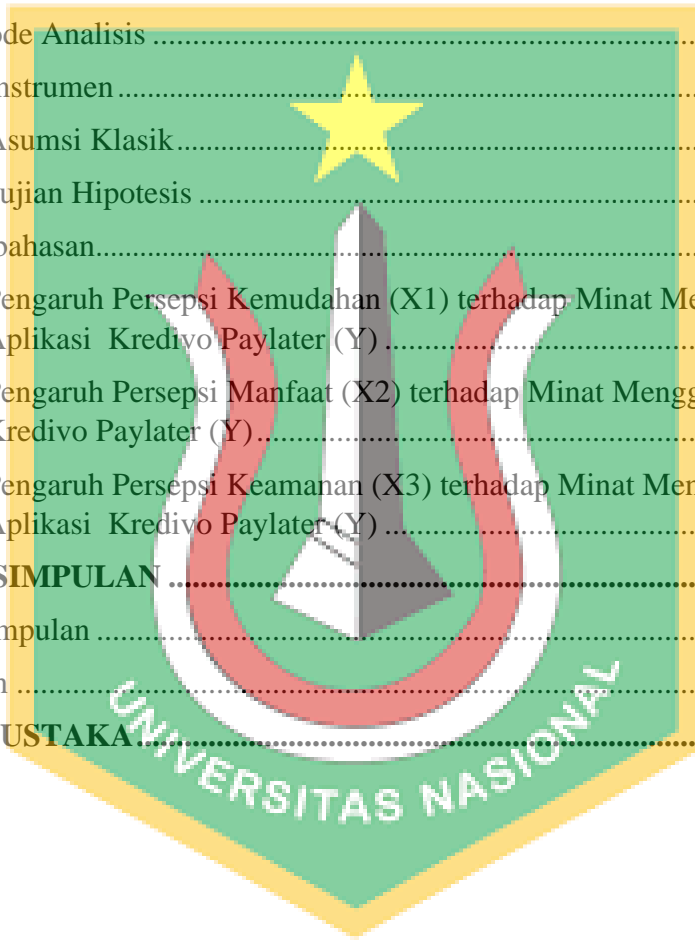 ode Analisis ..........................................................................................
nstrumen ................................................................................................
Asumsi Klasik ......................................................................................
ujian Hipotesis ...................................................................................
bahasan ....................................................................................................
Pengaruh Persepsi Kemudahan (X1) terhadap Minat Me
Aplikasi Kredivo Paylater (Y) ....................................................
Pengaruh Persepsi Manfaat (X2) terhadap Minat Mengg
Kredivo Paylater (Y) .........................................................................
Pengaruh Persepsi Keamanan (X3) terhadap Minat Men
Aplikasi Kredivo Paylater (Y) ....................................................
SIMPULAN .......................................................................................
mpulan ....................................................................................................
n ...................................................................................................................
USTAKA .............................................................................................
UNIVERSITAS NASIONAL